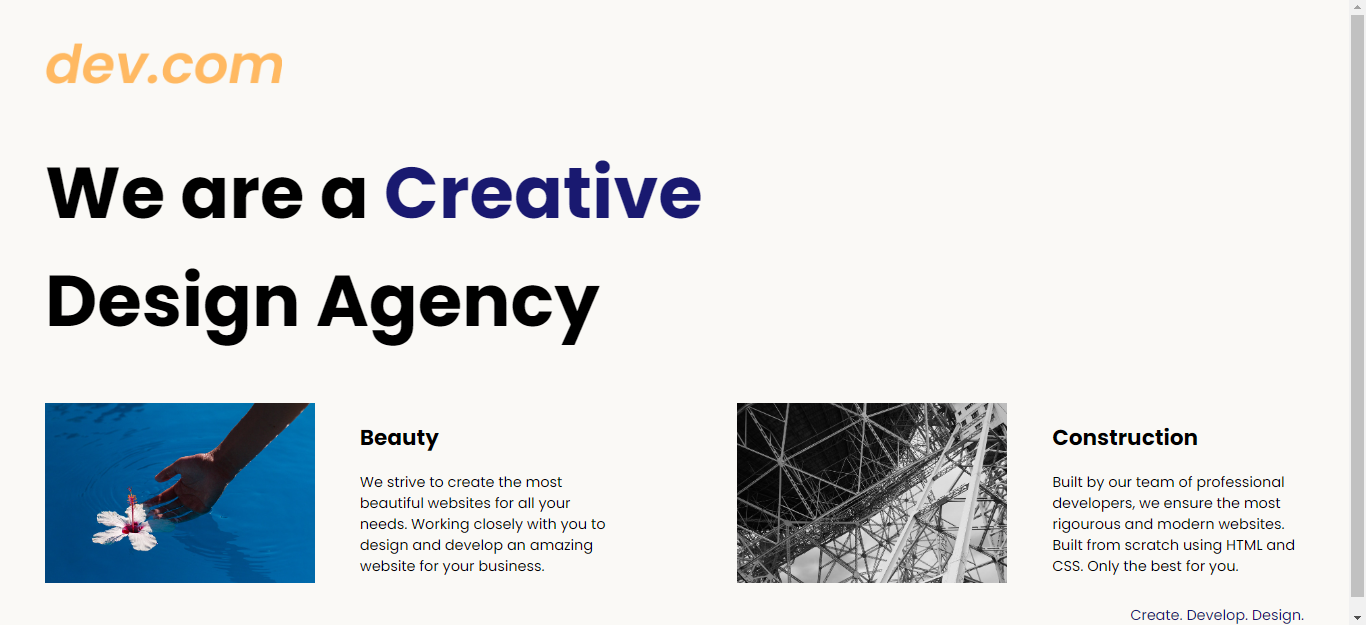 dev.com
We are a Creative
Design Agency
Beauty
We strive to create the most
beautiful websites for all your
needs. Working closely with you to
design and develop an amazing
website for your business.
Construction
Built by our team of professional
developers, we ensure the most
rigourous and modern websites.
Built from scratch using HTML and
CSS. Only the best for you.
Create. Develop. Design.